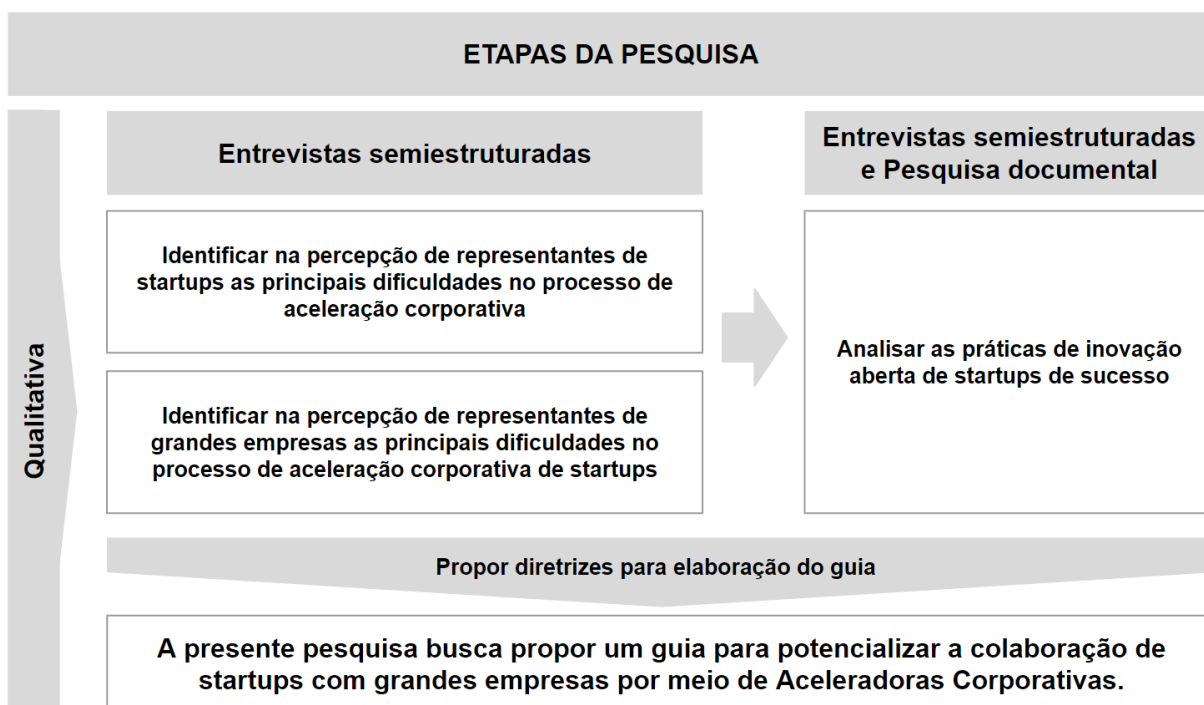 ETAPAS DA PESQUISA
Qualitativa
Entrevistas semiestruturadas
Identificar na percepção de representantes de
startups as principais dificuldades no processo de
aceleração corporativa
Identificar na percepção de representantes de
grandes empresas as principais dificuldades no
processo de aceleração corporativa de startups
Entrevistas semiestruturadas
e Pesquisa documental
Analisar as práticas de inovação
aberta de startups de sucesso
Propor diretrizes para elaboração do guia
A presente pesquisa busca propor um guia para potencializar a colaboração de
startups com grandes empresas por meio de Aceleradoras Corporativas.